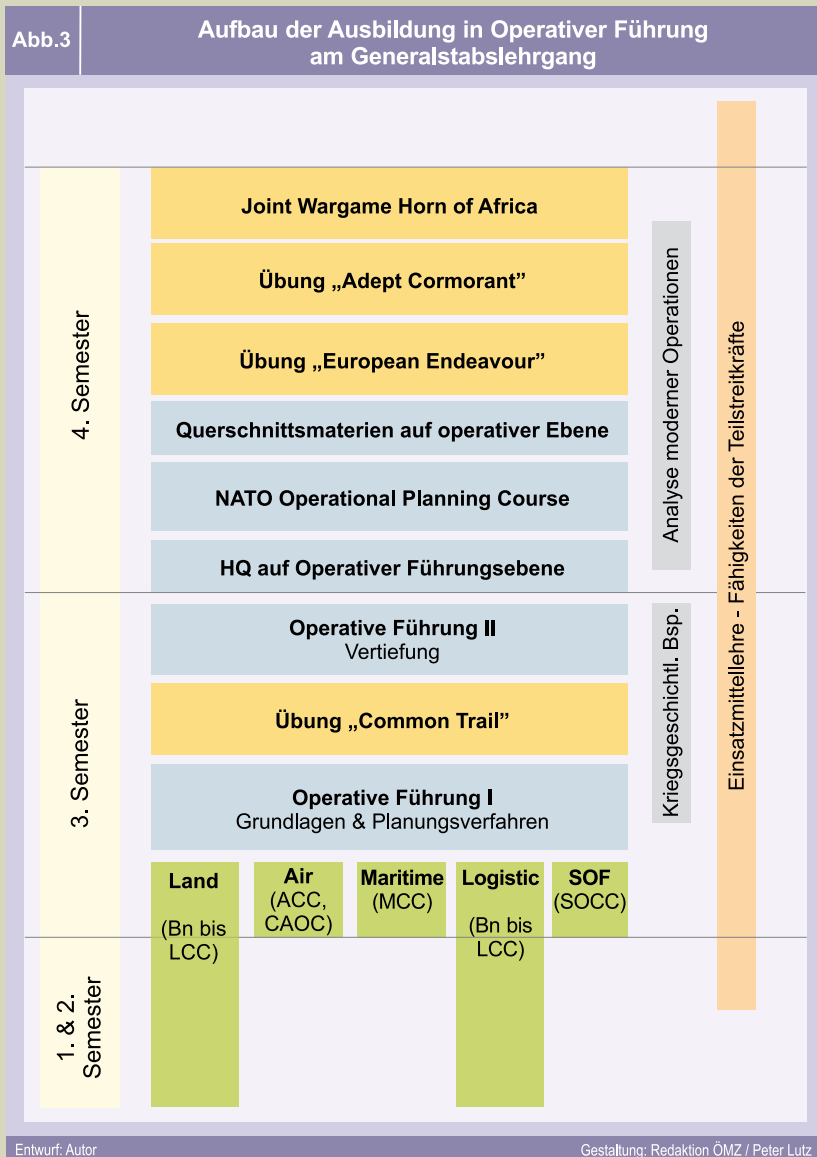 Abb.3
Aufbau der Ausbildung in Operativer Führung
am Generalstabslehrgang
4. Semester
Joint Wargame Horn of Africa
Übung „Adept Cormorant”
Übung „European Endeavour”
Querschnittsmaterien auf operativer Ebene
NATO Operational Planning Course
HQ auf Operativer Führungsebene
Analyse moderner Operationen
Einsatzmittellehre - Fähigkeiten der Teilstreitkräfte
3. Semester
Operative Führung II
Vertiefung
Übung „Common Trail”
Operative Führung I
Grundlagen & Planungsverfahren
Kriegsgeschichtl. Bsp.
Land
(Bn bis
LCC)
Air
(ACC,
CAOC)
Maritime
(MCC)
Logistic
(Bn bis
LCC)
SOF
(SOCC)
1. & 2.
Semester
Entwurf: Autor
Gestaltung: Redaktion ÖMZ / Peter Lutz